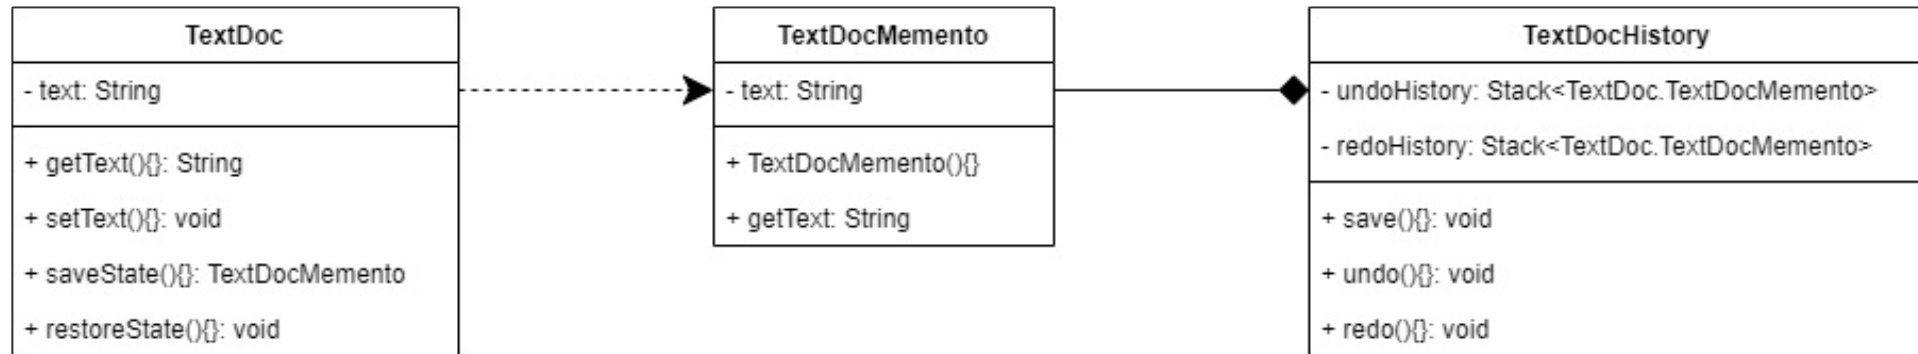 TextDoc
- text: String
+ getText(){}: String
+ setText(){}: void
+ saveState(){}: TextDocMemento
+ restoreState(){}: void
TextDocMemento
- text: String
+ TextDocMemento(){}
+ getText: String
TextDocHistory
- undoHistory: Stack<TextDoc.TextDocMemento>
- redoHistory: Stack<TextDoc.TextDocMemento>
+ save(){}: void
+ undo(){}: void
+ redo(){}: void